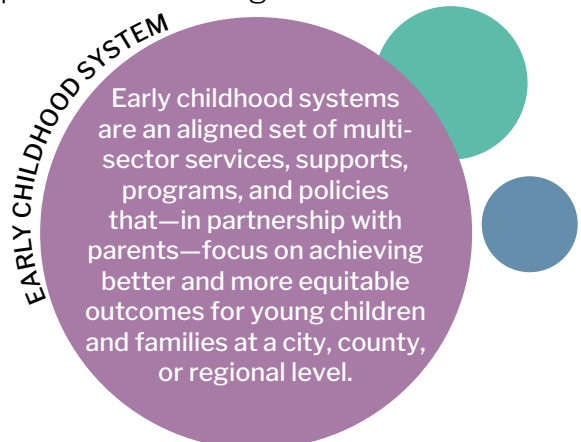 EARLY CHILDHOOD SYSTEM
Early childhood systems
are an aligned set of multi-
sector services, supports,
programs, and policies
that—in partnership with
parents—focus on achieving
better and more equitable
outcomes for young children
and families at a city, county,
or regional level.